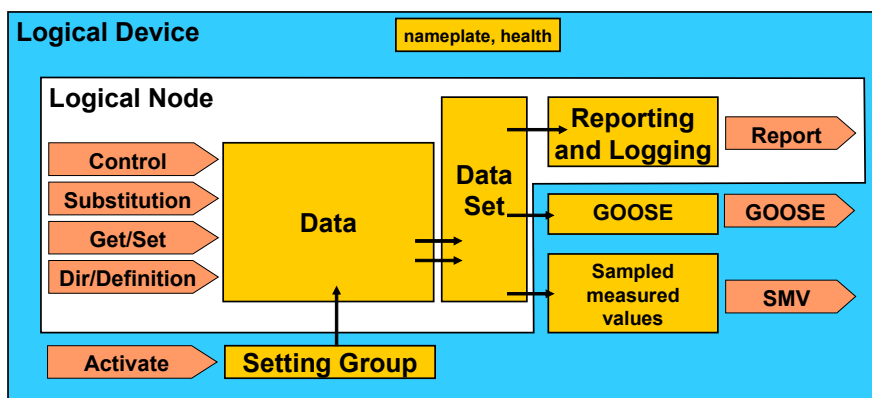 Logical Device
nameplate, health
Logical Node
Control
Substitution
Get/Set
Dir/Definition
Data
Data
Set
Reporting
and Logging
Report
GOOSE
GOOSE
Sampled
measured
values
SMV
Activate
Setting Group